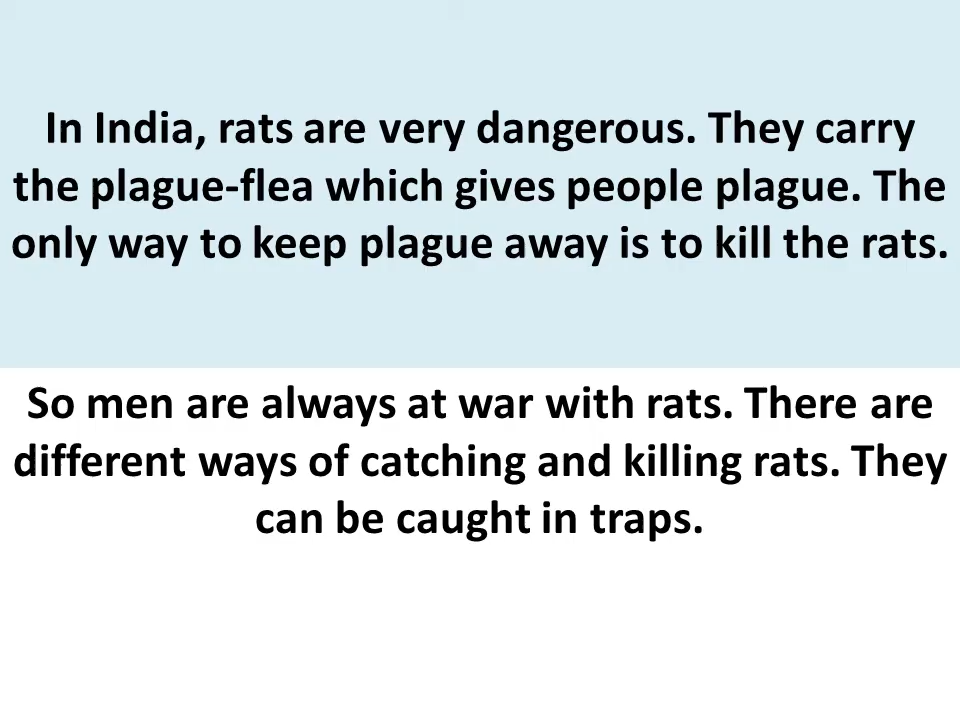 In India, rats are very dangerous. They carry
the plague-flea which gives people plague. The
only way to keep plague away is to kill the rats.
So men are always at war with rats. There are
different ways of catching and killing rats. They
can be caught in traps.